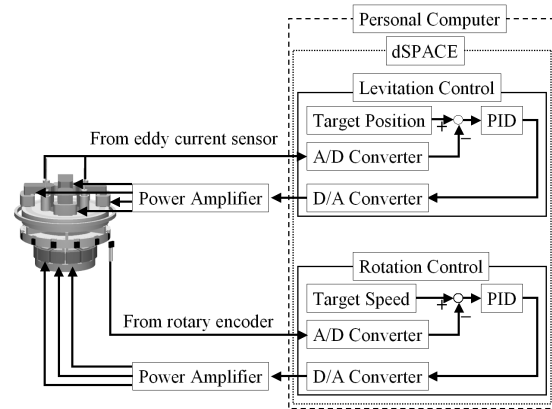 Personal Computer
dSPACE
Levitation Control
Target Position
+
−
PID
From eddy current sensor
A/D Converter
Power Amplifier
D/A Converter
Rotation Control
Target Speed
+
−
PID
From rotary encoder
A/D Converter
Power Amplifier
D/A Converter